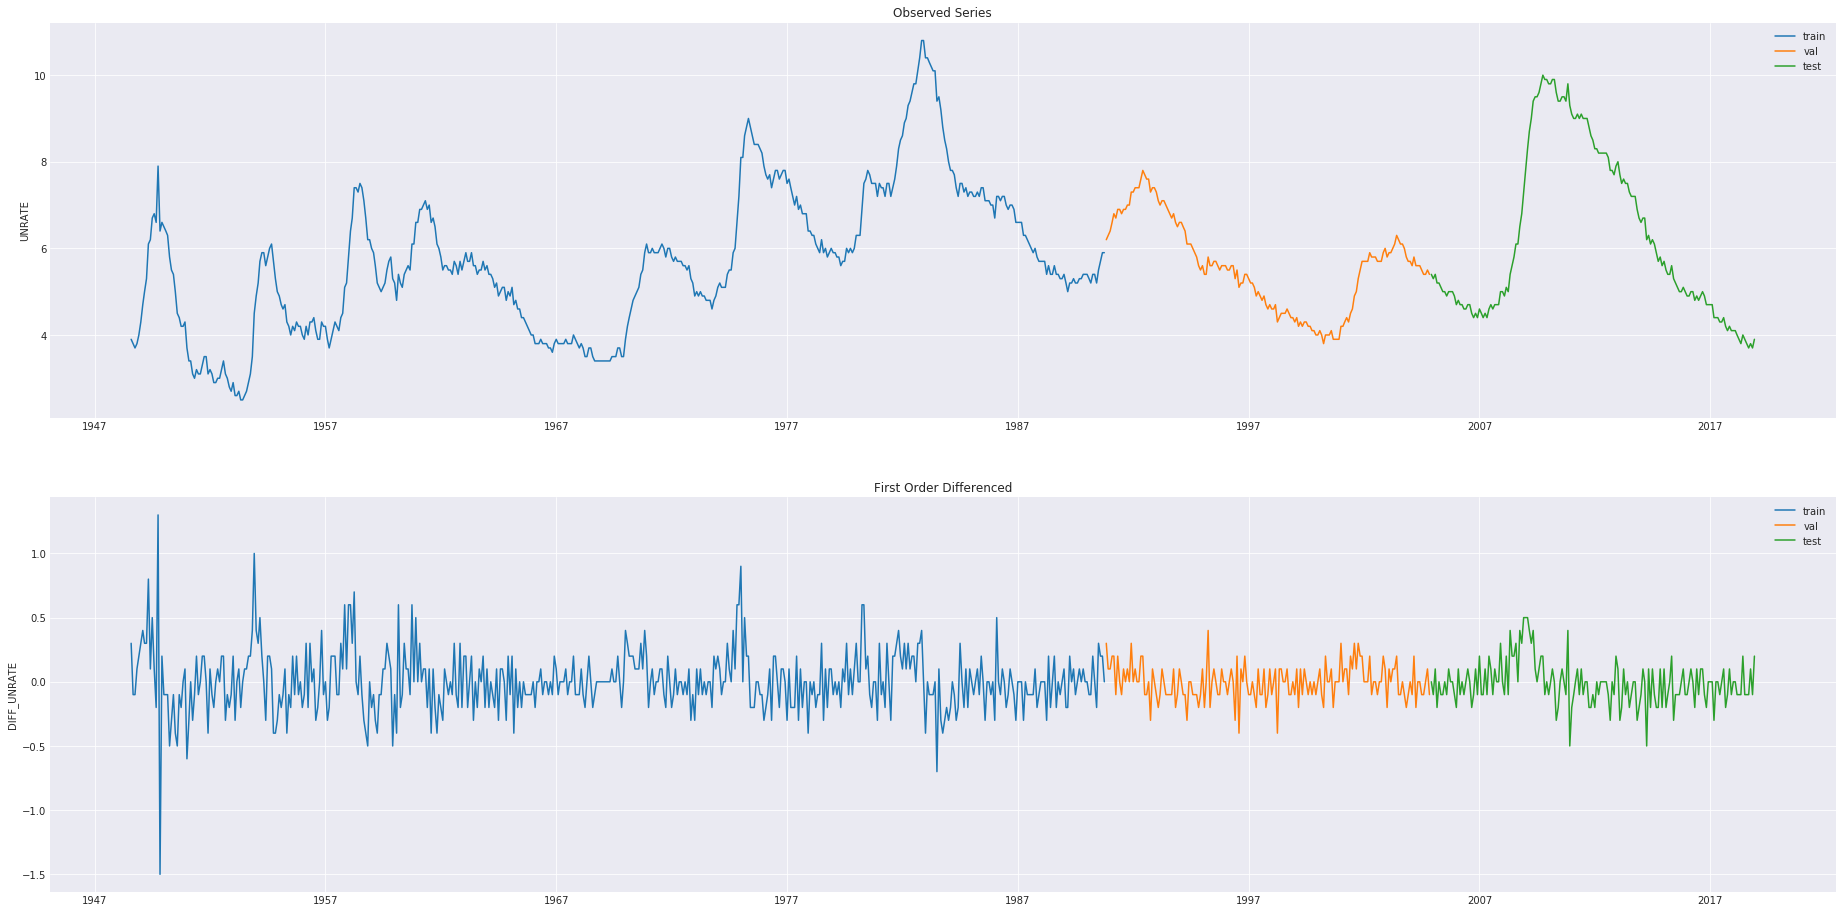 Observed Series
train
val
test
UNRATE
10
8
6
4
1947
1957
1967
1977
1987
1997
2007
2017
First Order Differenced
train
val
test
DIFF_UNRATE
1.0
0.5
0.0
−0.5
−1.0
−1.5
1947
1957
1967
1977
1987
1997
2007
2017